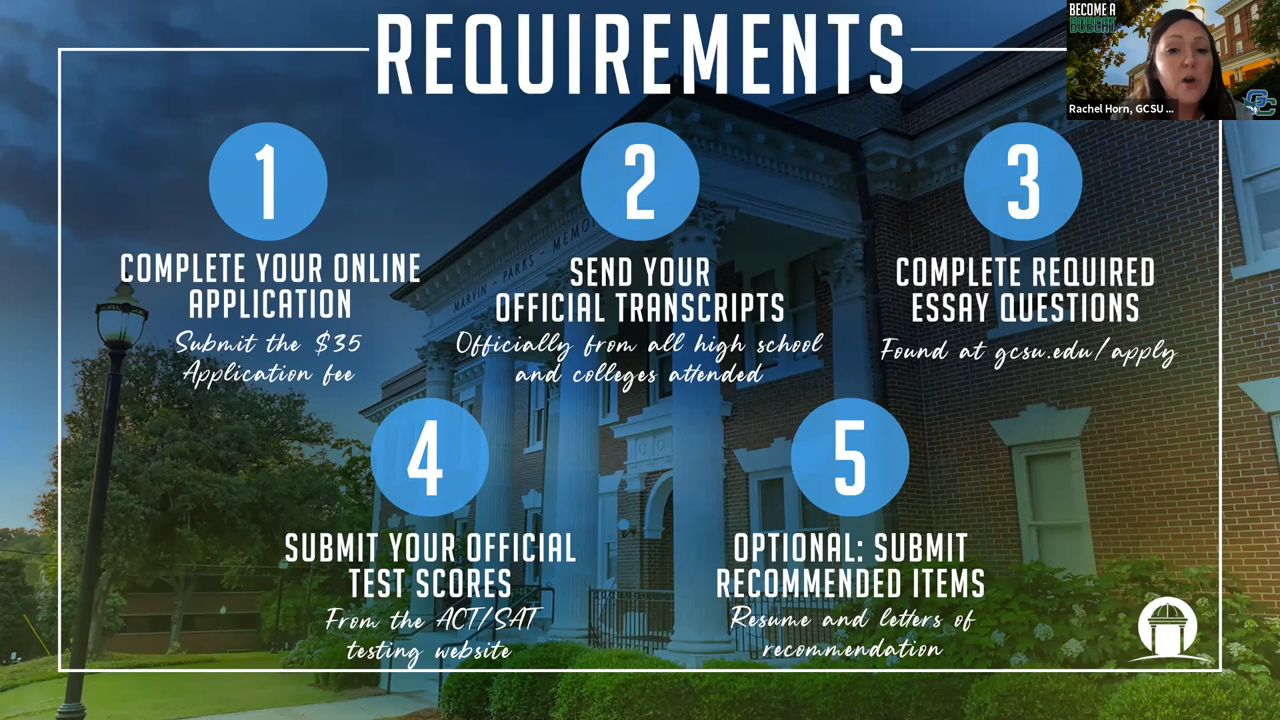 REQUIREMENTS
BECOME A
BOBCAT
Rachel Horn, GCSU ...
GC
1
COMPLETE YOUR ONLINE
APPLICATION
Submit the $35
Application fee
2
SEND YOUR
OFFICIAL TRANSCRIPTS
Officially from all high school
and colleges attended
3
COMPLETE REQUIRED
ESSAY QUESTIONS
Found at gcsu.edu/apply
MARVIN - PARKS - MEMO
4
SUBMIT YOUR OFFICIAL
TEST SCORES
From the ACT/SAT
testing website
5
OPTIONAL: SUBMIT
RECOMMENDED ITEMS
Resume and letters of
recommendation